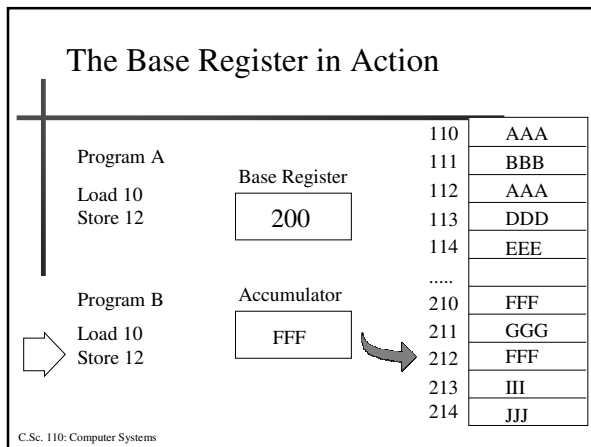 The Base Register in Action
Program A
Load 10
Store 12
Base Register
200
Program B
Load 10
Store 12
Accumulator
FFF
110 AAA
111 BBB
112 AAA
113 DDD
114 EEE
.....
210 FFF
211 GGG
212 FFF
213 III
214 JJJ
C.Sc. 110: Computer Systems